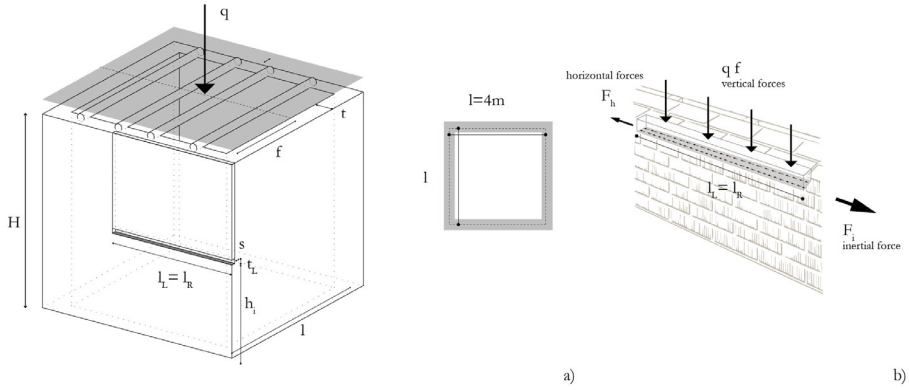 q
t
f
H
s
t_L
l_L = l_R
h_i
l
l=4m
l
a)
horizontal forces
F_h
q f
vertical forces
l_L = l_R
F_i
inertial force
b)